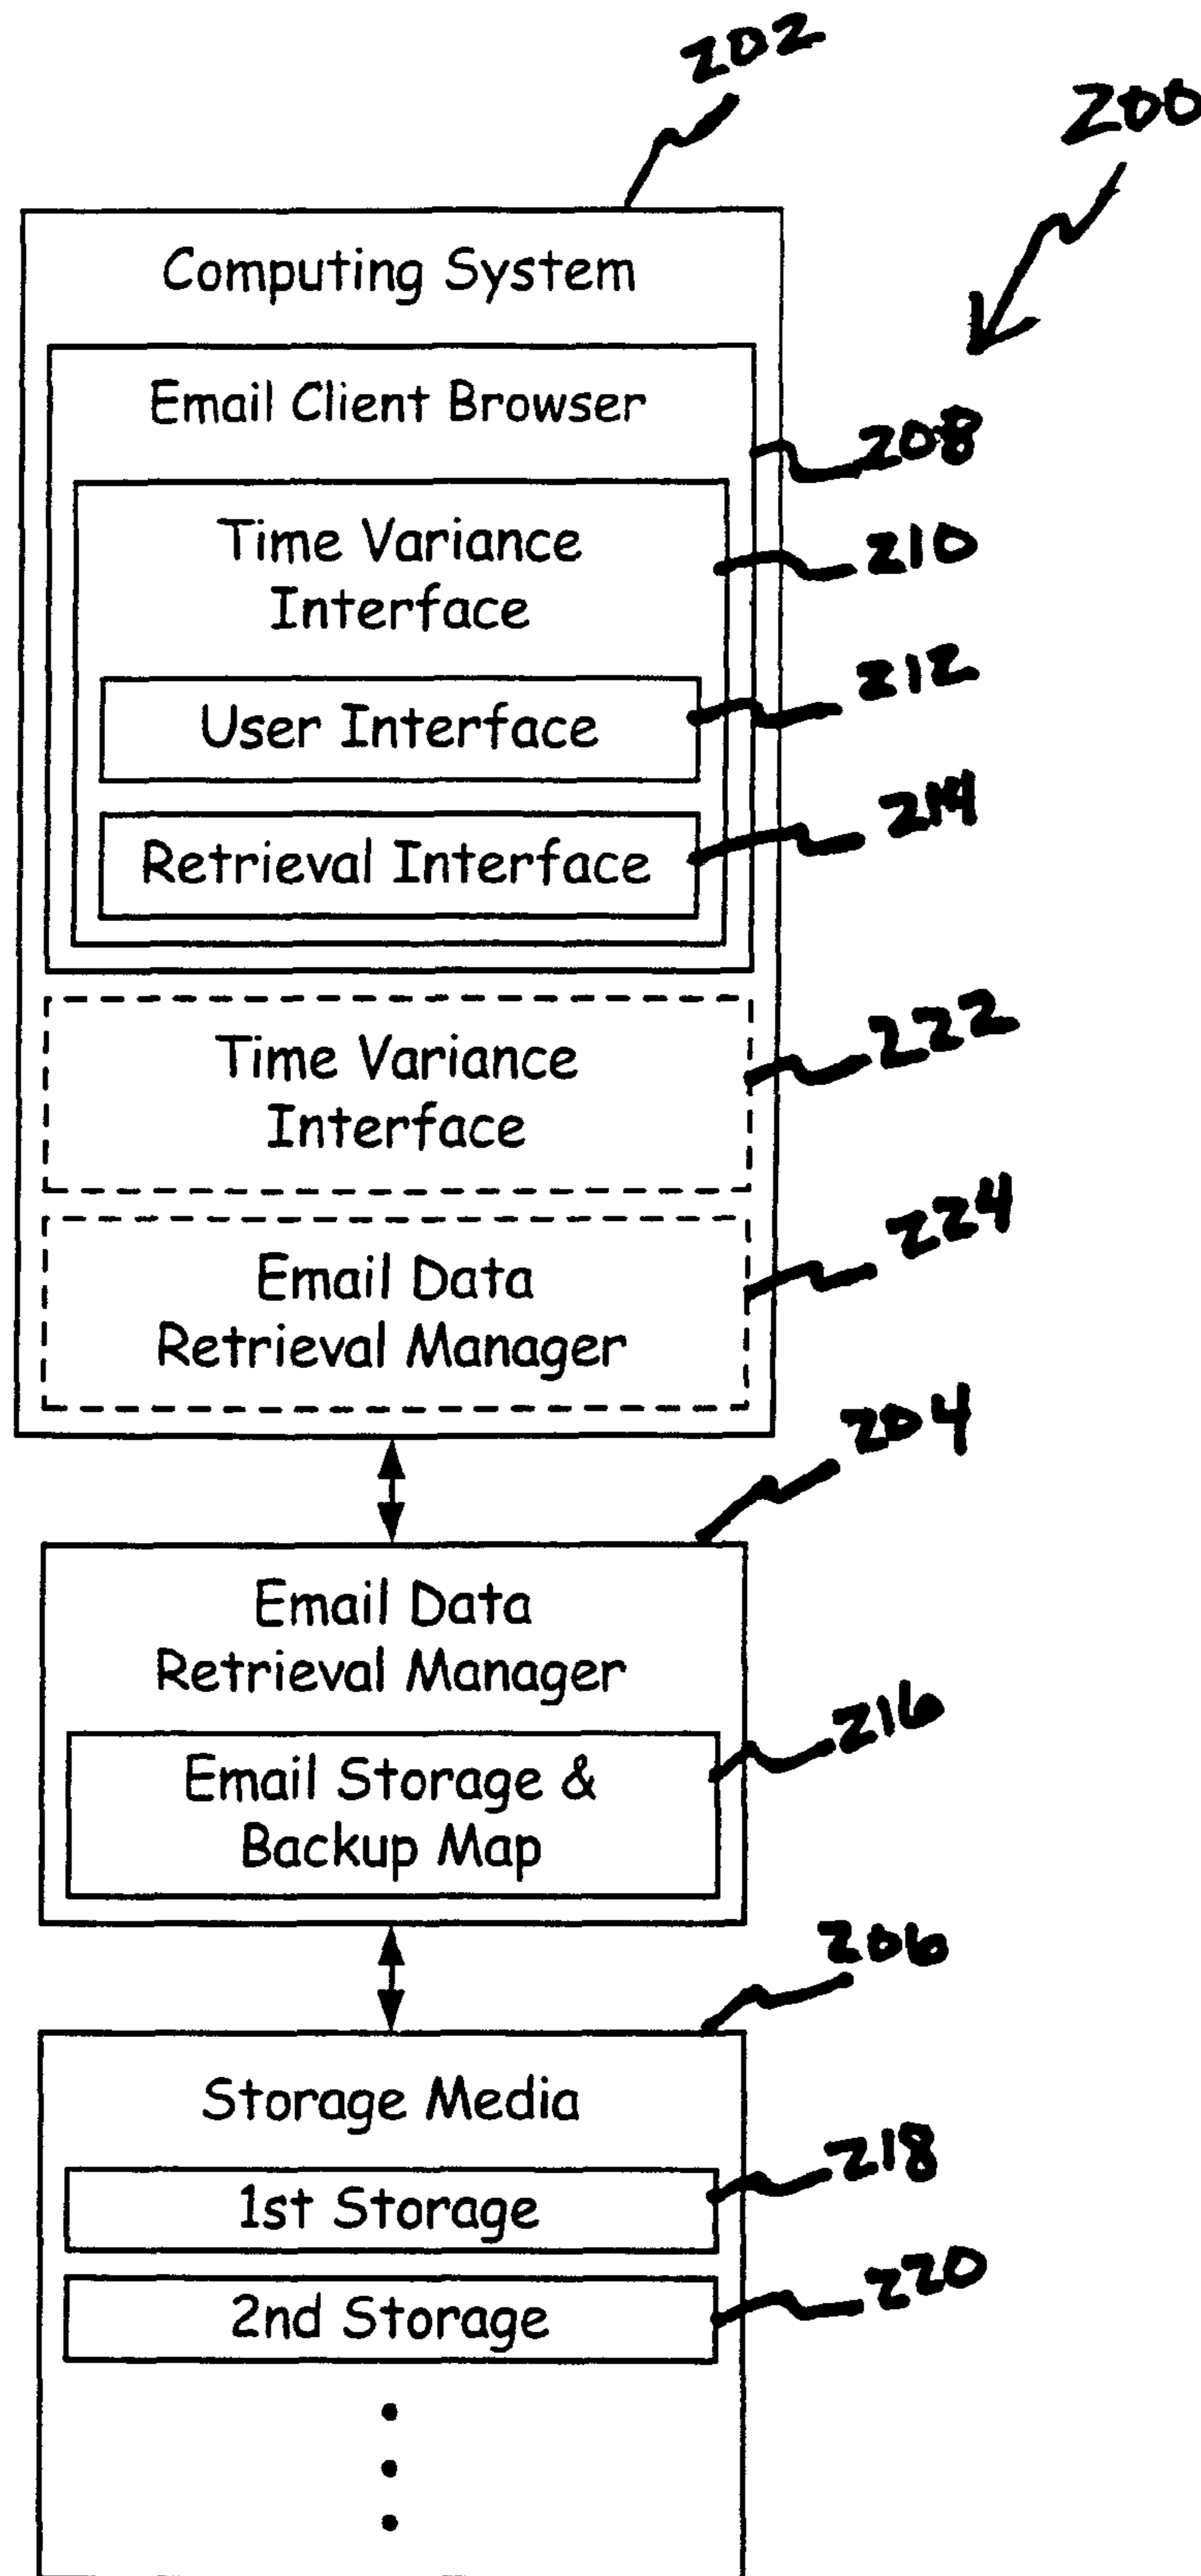 202
200
Computing System
Email Client Browser
208
Time Variance
Interface
210
User Interface
212
Retrieval Interface
214
Time Variance
Interface
222
Email Data
Retrieval Manager
224
204
Email Data
Retrieval Manager
Email Storage &
Backup Map
216
206
Storage Media
1st Storage
218
2nd Storage
220